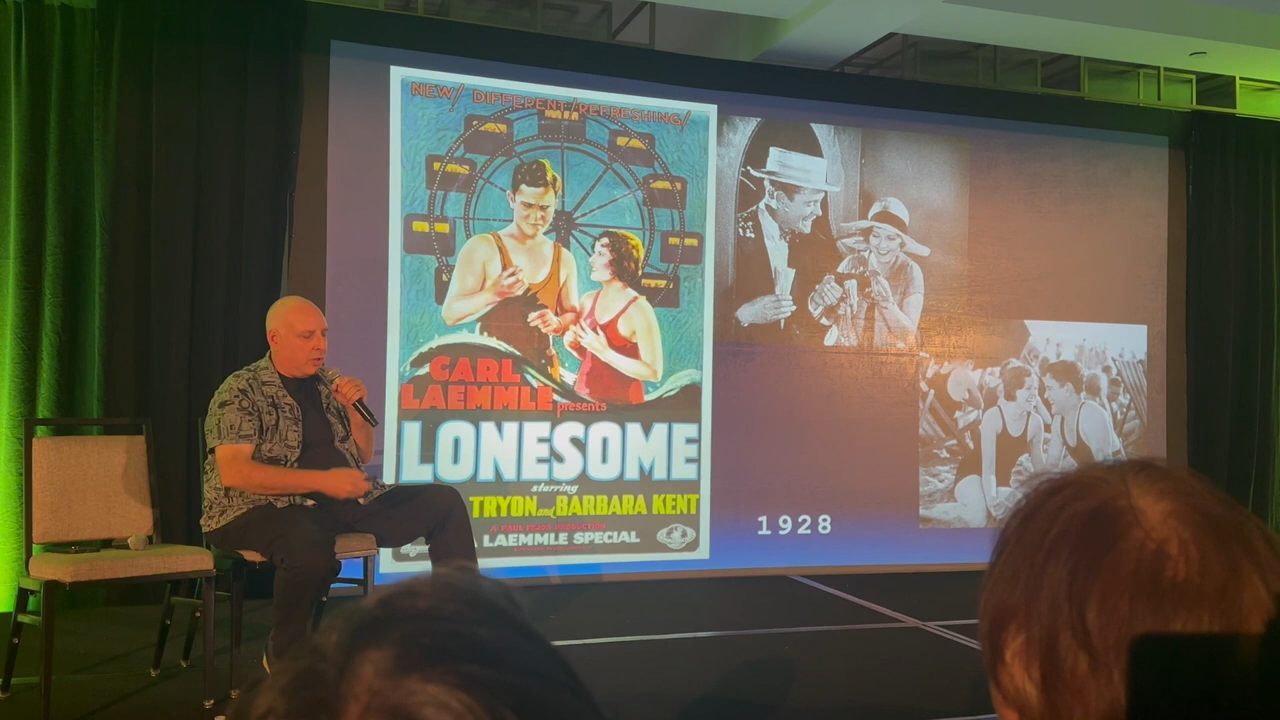 NEW! DIFFERENT! REFRESHING!
CARL
LAEMMLE presents
LONESOME
starring
TRYON and BARBARA KENT
A PAUL FEJOS PRODUCTION
LAEMMLE SPECIAL
1928